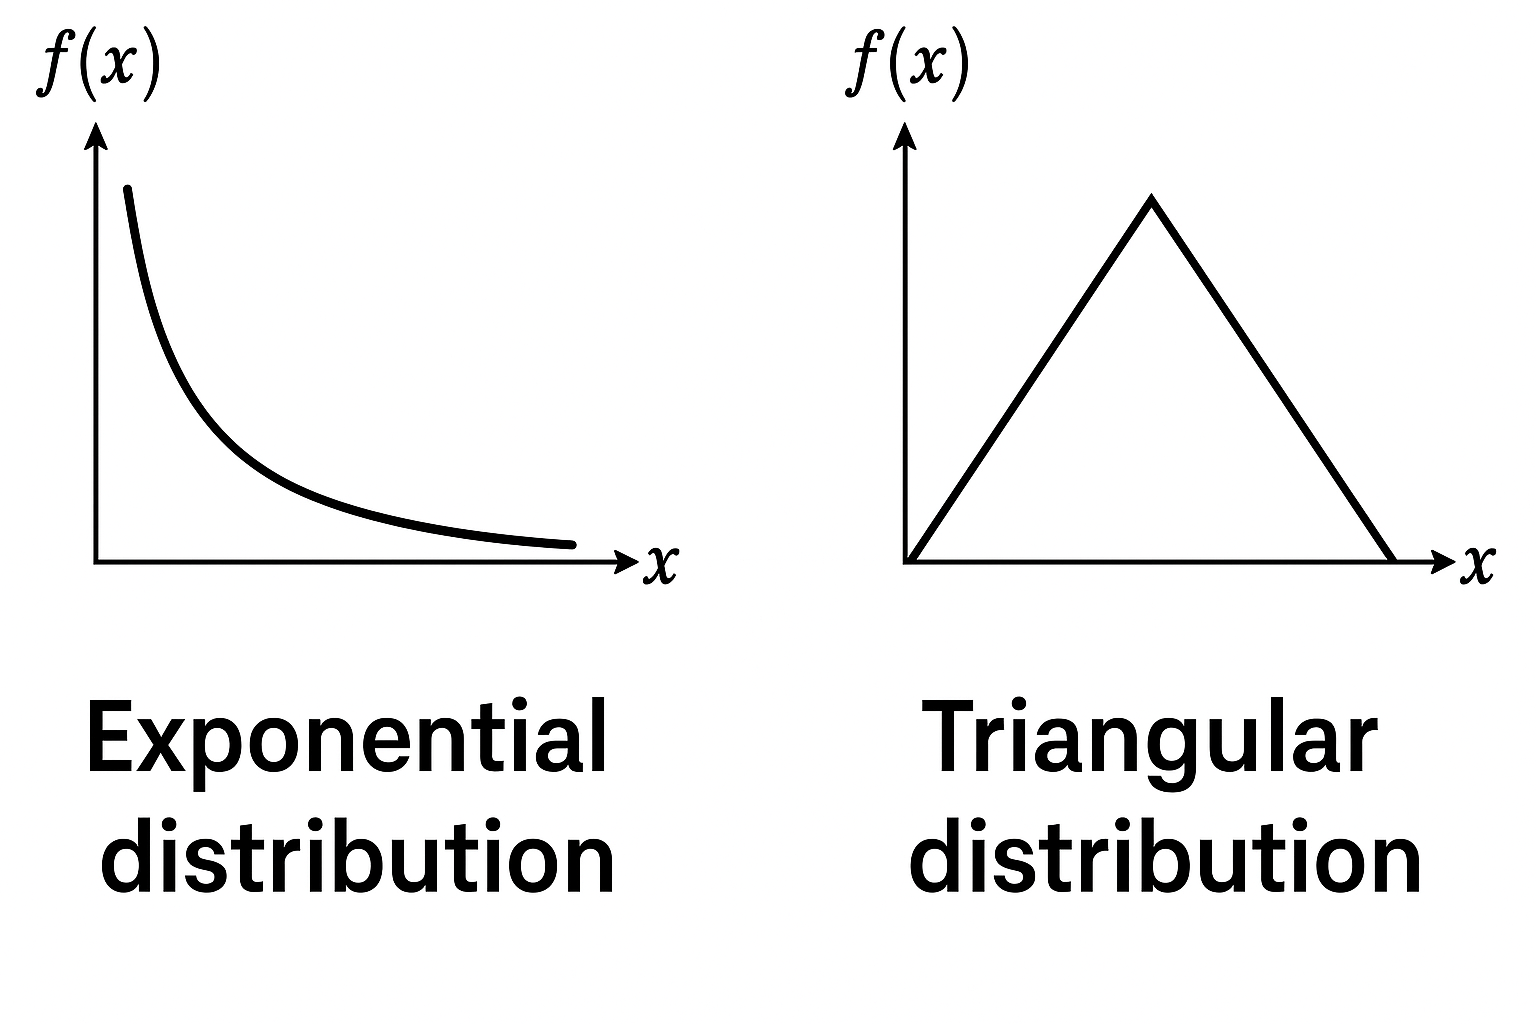 f(x)
x
Exponential
distribution
f(x)
x
Triangular
distribution